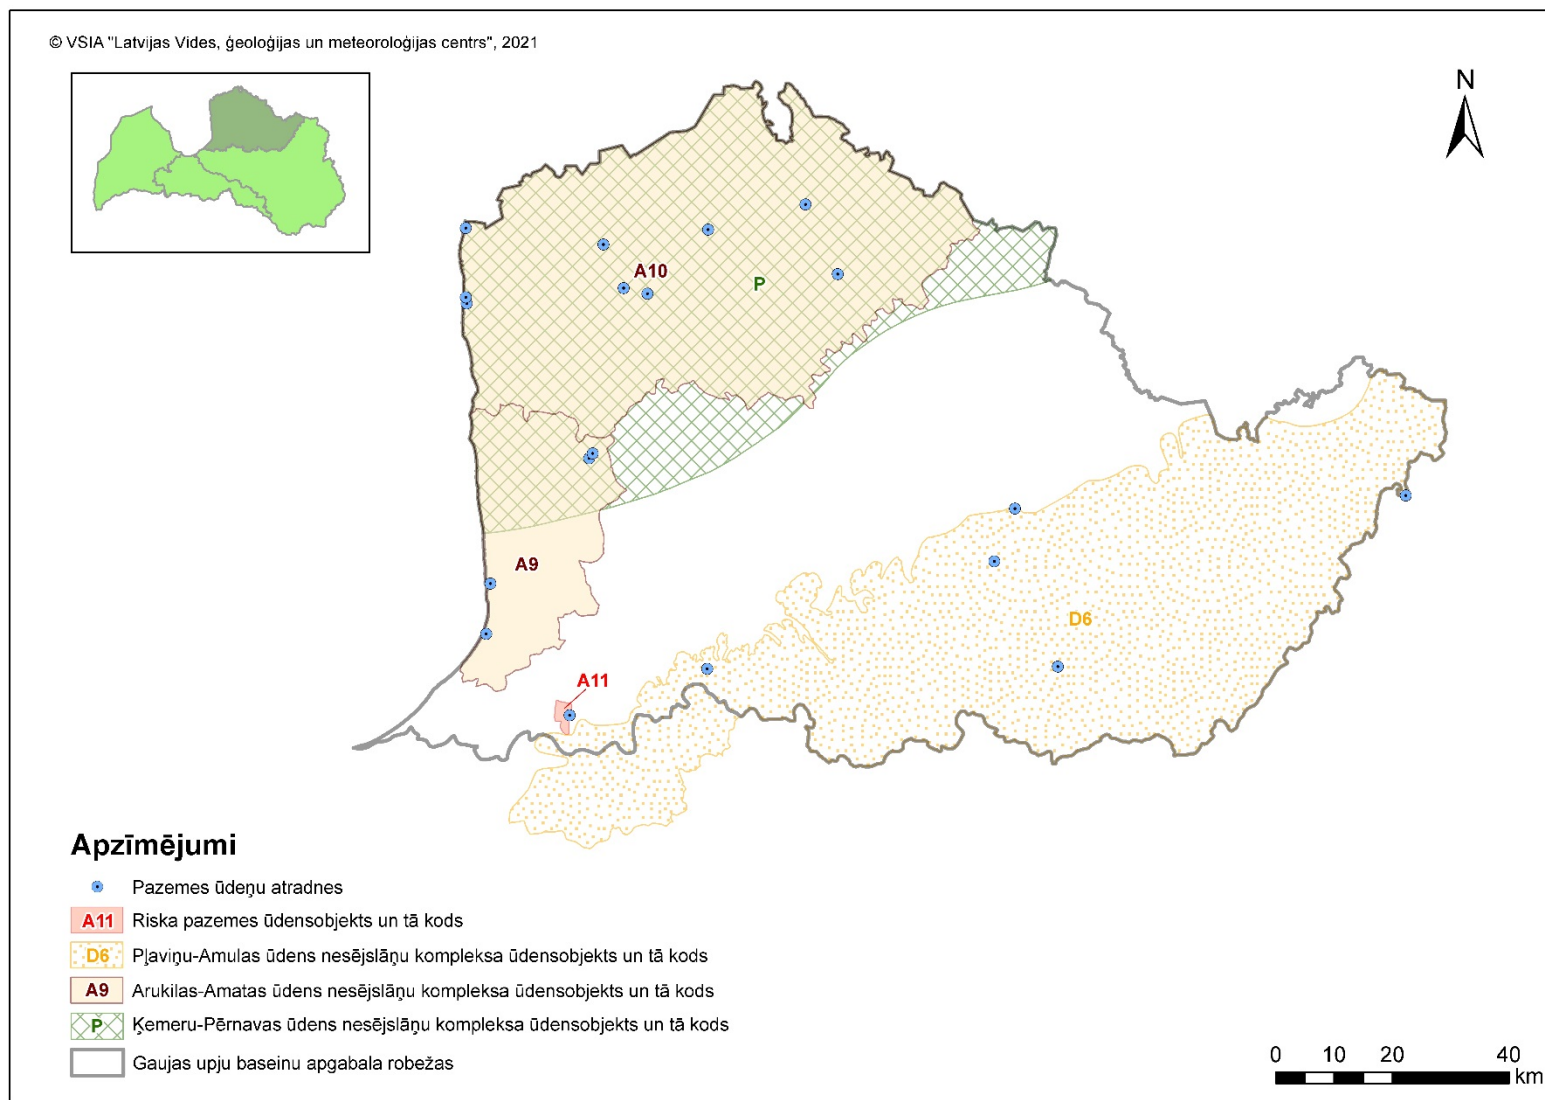 © VSIA "Latvijas Vides, ģeoloģijas un meteoroloģijas centrs", 2021
N
A10
P
A9
D6
A11
Apzīmējumi
Pazemes ūdeņu atradnes
A11 Riska pazemes ūdensobjekts un tā kods
D6 Pļaviņu-Amulas ūdens nesējslāņu kompleksa ūdensobjekts un tā kods
A9 Arukilas-Amatas ūdens nesējslāņu kompleksa ūdensobjekts un tā kods
P Ķemeru-Pērnavas ūdens nesējslāņu kompleksa ūdensobjekts un tā kods
Gaujas upju baseinu apgabala robežas
0 10 20 40
km